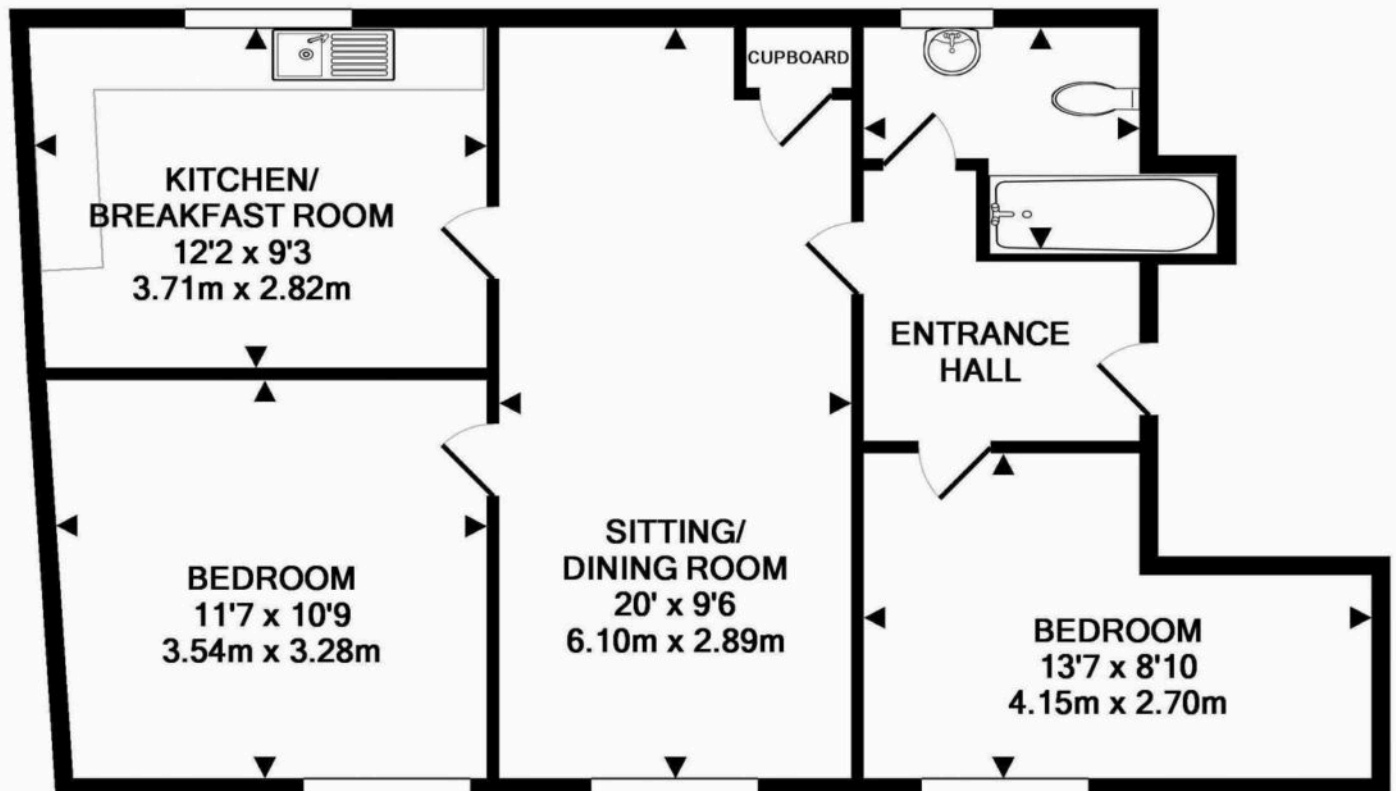 CUPBOARD
KITCHEN/
BREAKFAST ROOM
12'2 x 9'3
3.71m x 2.82m
ENTRANCE
HALL
BEDROOM
11'7 x 10'9
3.54m x 3.28m
SITTING/
DINING ROOM
20' x 9'6
6.10m x 2.89m
BEDROOM
13'7 x 8'10
4.15m x 2.70m